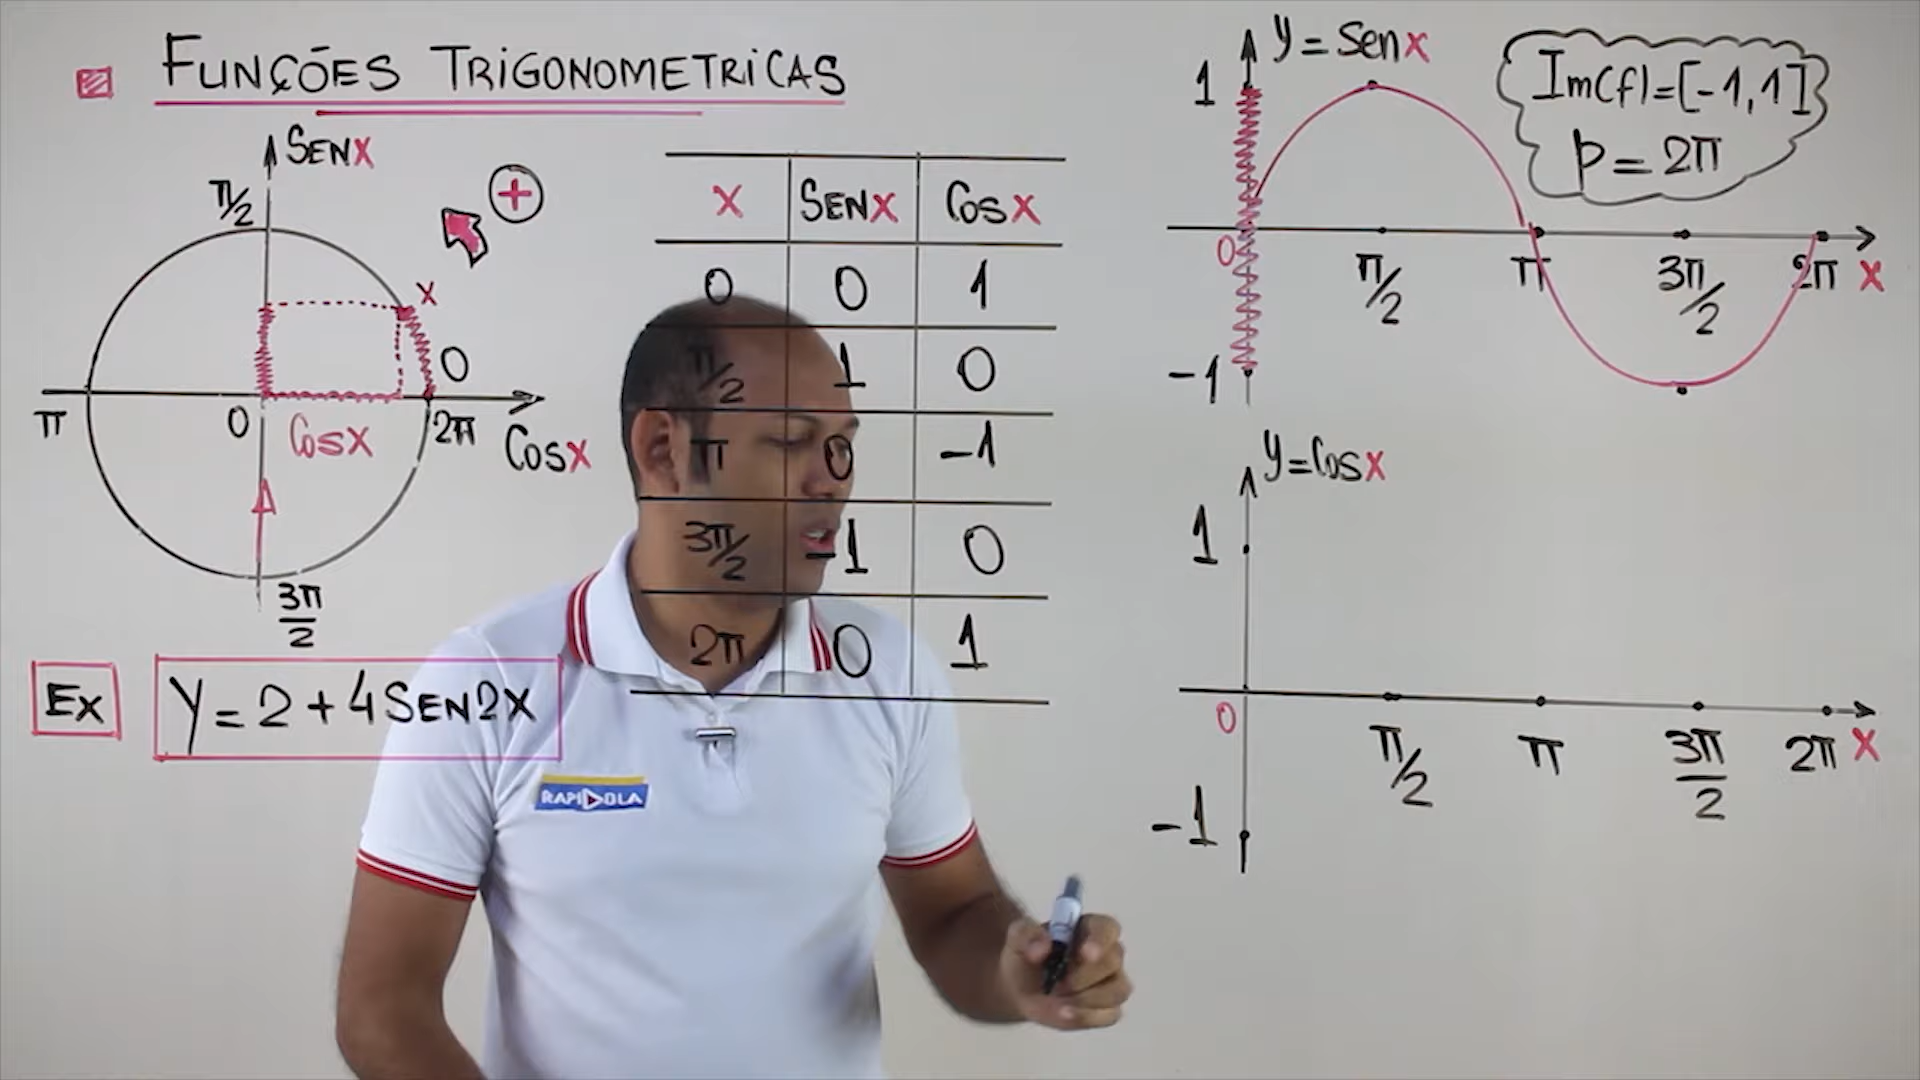 FUNÇÕES TRIGONOMETRICAS
SENX
π/2
+
X
0
π
0
COSX
2π
COSX
3π/2
X SENX COSX
0 0 1
π/2 1 0
π 0 -1
3π/2 -1 0
2π 0 1
EX
Y=2+4SEN2X
RAPIDOLA
y=senx
1
Im(f)=[-1,1]
p=2π
0
π/2 π 3π/2 2π X
-1
y=cosx
1
0
π/2 π 3π/2 2π X
-1